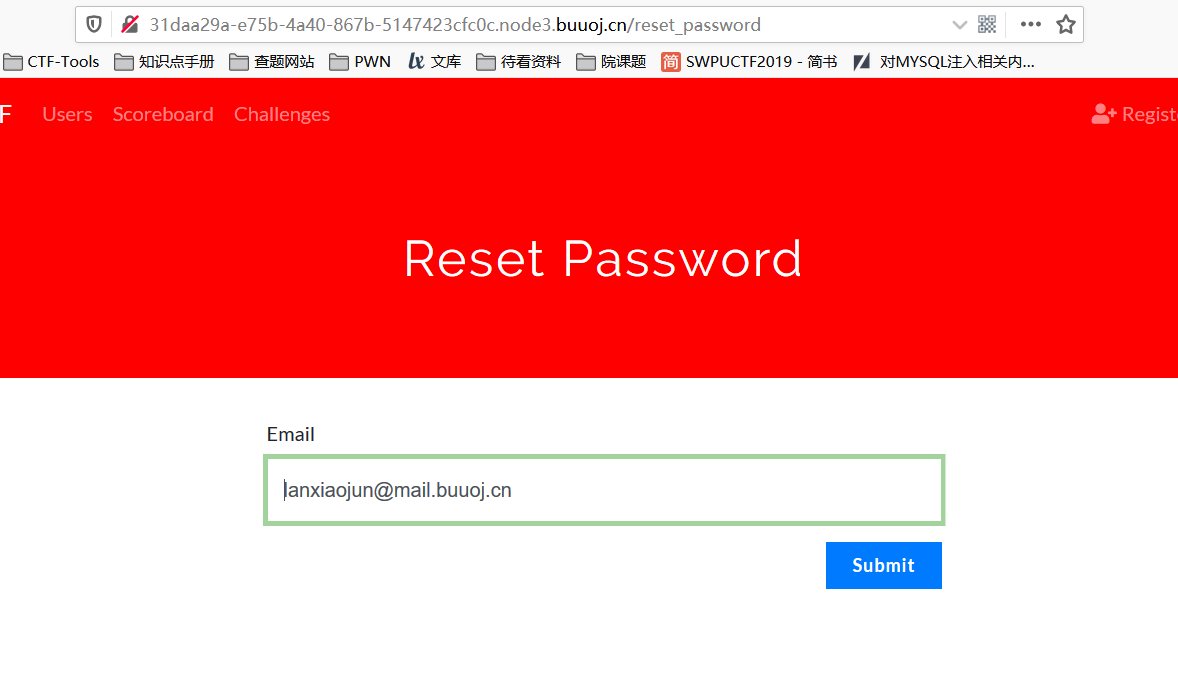 31daa29a-e75b-4a40-867b-5147423cfc0c.node3.buuoj.cn/reset_password
CTF-Tools 知识点手册 查题网站 PWN 文库 待看资料 院课题 简 SWPUCTF2019 - 简书 对MYSQL注入相关内...
F Users Scoreboard Challenges Regist
Reset Password
Email
lanxiaojun@mail.buuoj.cn
Submit